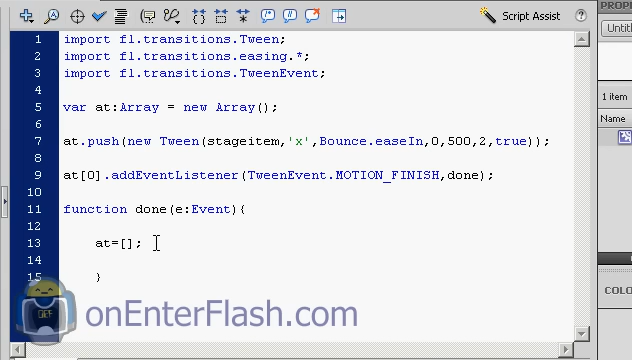 Script Assist
PROP
Untitl
1 item
Name
COLO
1 import fl.transitions.Tween;
2 import fl.transitions.easing.*;
3 import fl.transitions.TweenEvent;
4
5 var at:Array = new Array();
6
7 at.push(new Tween(stageitem,'x',Bounce.easeIn,0,500,2,true));
8
9 at[0].addEventListener(TweenEvent.MOTION_FINISH,done);
10
11 function done(e:Event){
12
13 at=[];
14
15 }
onEnterFlash.com
OEF